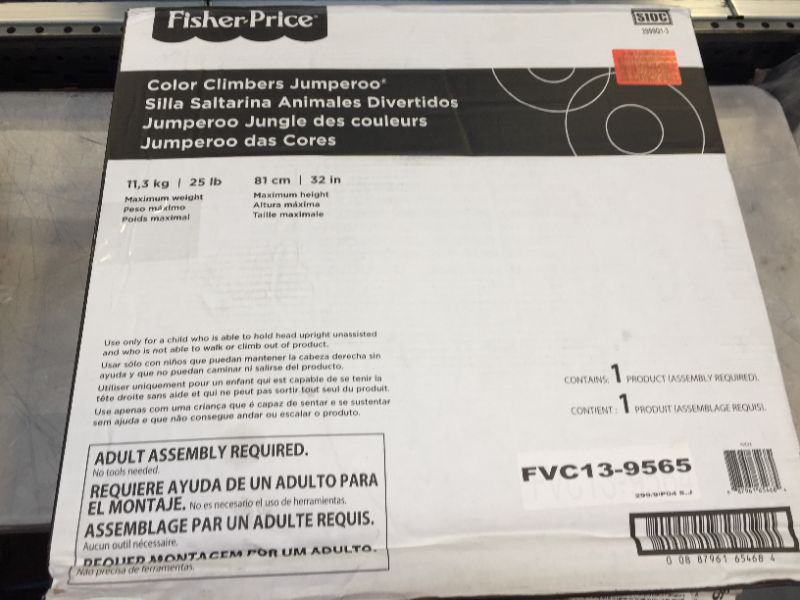 Fisher-Price
SIOC
299901-3
Color Climbers Jumperoo®
Silla Saltarina Animales Divertidos
Jumperoo Jungle des couleurs
Jumperoo das Cores
11,3 kg | 25 lb
Maximum weight
Peso máximo
Poids maximal
81 cm | 32 in
Maximum height
Altura máxima
Taille maximale
Use only for a child who is able to hold head upright unassisted
and who is not able to walk or climb out of product.
Usar sólo con niños que puedan mantener la cabeza derecha sin
ayuda y que no puedan caminar ni salirse del producto.
Utiliser uniquement pour un enfant qui est capable de se tenir la
tête droite sans aide et qui ne peut pas sortir tout seul du produit.
Use apenas com uma criança que é capaz de sentar e se sustentar
sem ajuda e que não consegue andar ou escalar o produto.
CONTAINS: 1 PRODUCT (ASSEMBLY REQUIRED).
CONTIENT : 1 PRODUIT (ASSEMBLAGE REQUIS).
ADULT ASSEMBLY REQUIRED.
No tools needed.
REQUIERE AYUDA DE UN ADULTO PARA
EL MONTAJE. No es necesario el uso de herramientas.
ASSEMBLAGE PAR UN ADULTE REQUIS.
Aucun outil nécessaire.
REQUER MONTAGEM POR UM ADULTO.
Não precisa de ferramentas.
FVC13-9565
0 08 87961 65468 4